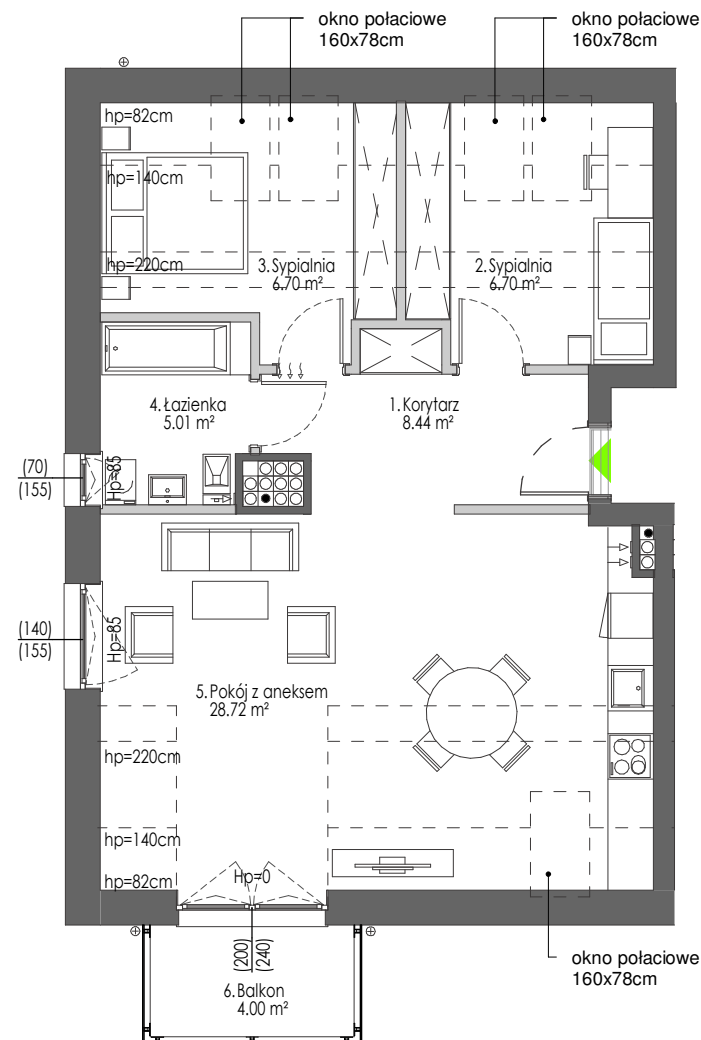 okno połaciowe
160x78cm
okno połaciowe
160x78cm
hp=82cm
hp=140cm
hp=220cm
3.Sypialnia
6.70 m²
2.Sypialnia
6.70 m²
4.Łazienka
5.01 m²
1.Korytarz
8.44 m²
(70)
(155)
Hp=85
(140)
(155)
Hp=85
5.Pokój z aneksem
28.72 m²
hp=220cm
hp=140cm
hp=82cm
Hp=0
(200)
(240)
okno połaciowe
160x78cm
6.Balkon
4.00 m²